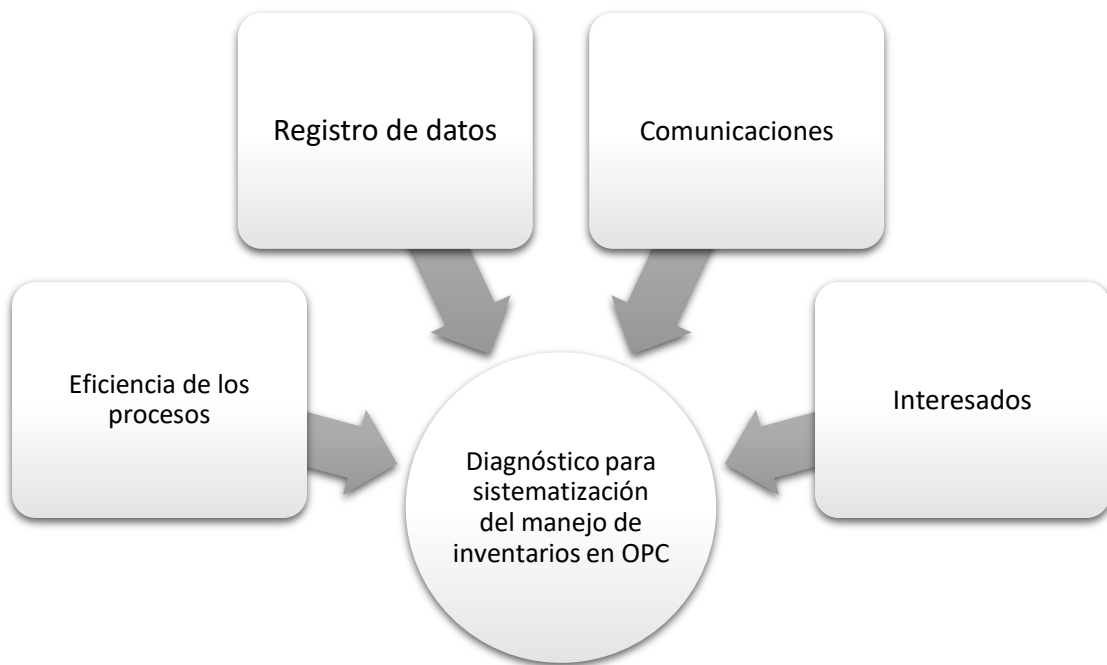 Registro de datos
Comunicaciones
Eficiencia de los
procesos
Interesados
Diagnóstico para
sistematización
del manejo de
inventarios en OPC